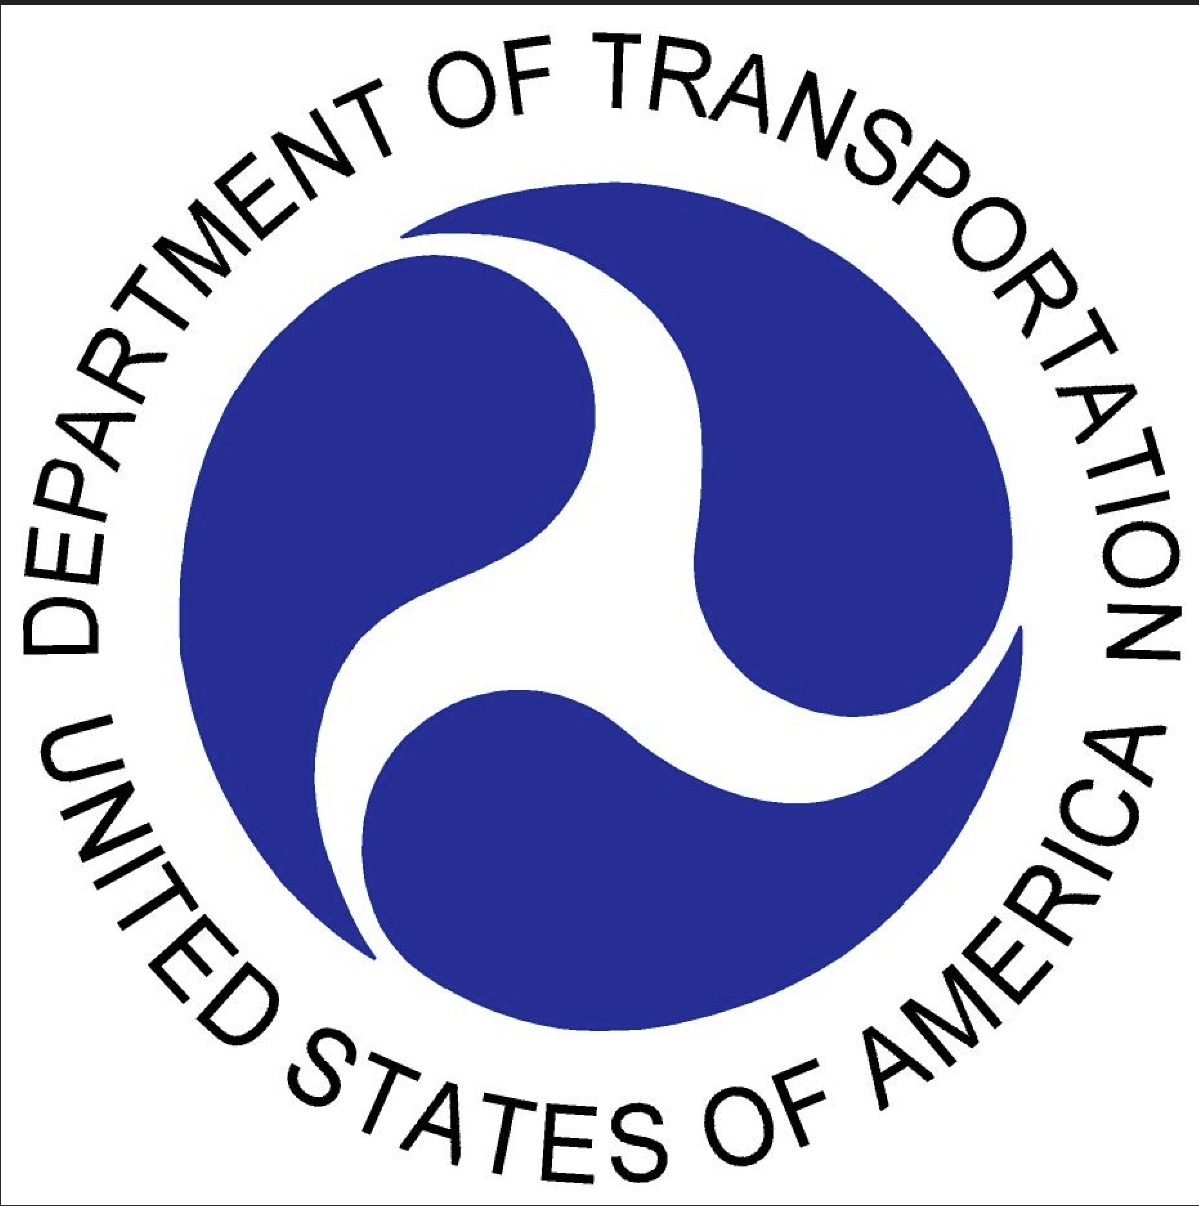 DEPARTMENT OF TRANSPORTATION
UNITED STATES OF AMERICA